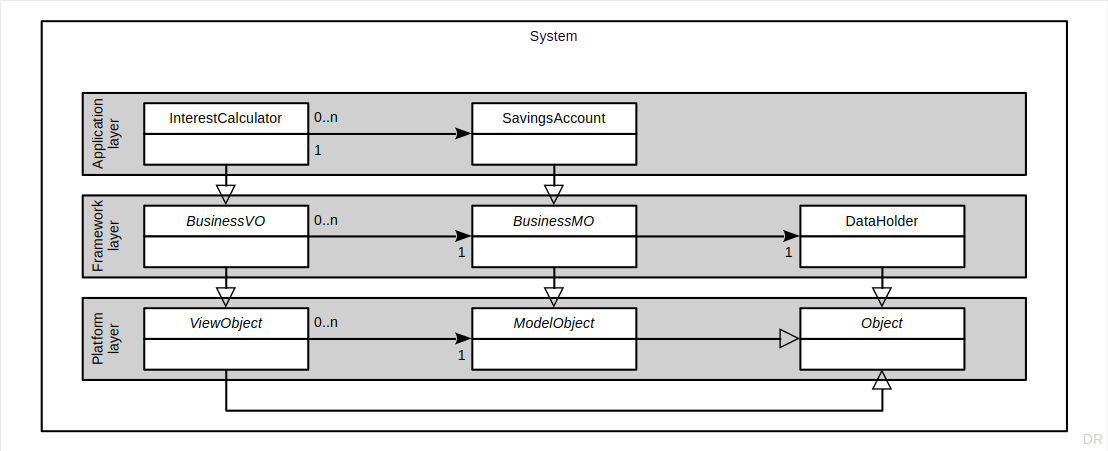 System
Application
layer
InterestCalculator
0..n
1
SavingsAccount
Framework
layer
BusinessVO
0..n
1
BusinessMO
1
DataHolder
Platform
layer
ViewObject
0..n
1
ModelObject
Object
DR